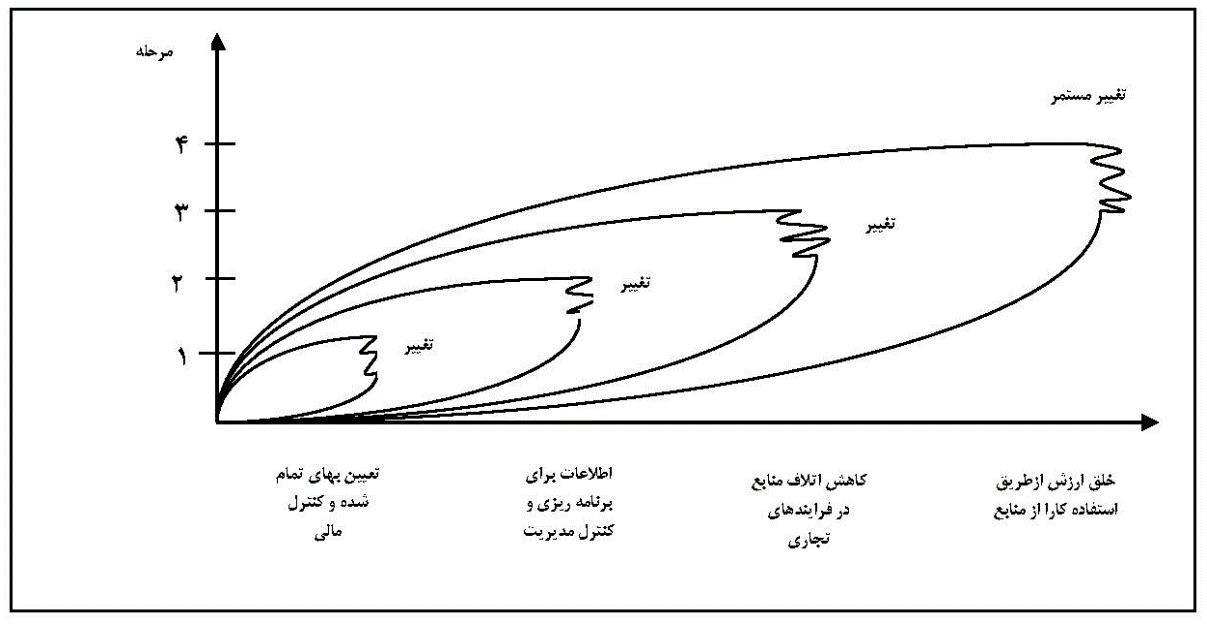 مرحله
تغییر مستمر
۴
۳
تغییر
۲
تغییر
۱
تغییر
تعیین بهای تمام
شده و کنترل
مالی
اطلاعات برای
برنامه ریزی و
کنترل مدیریت
کاهش اتلاف منابع
در فرایندهای
تجاری
خلق ارزش ازطریق
استفاده کارا از منابع